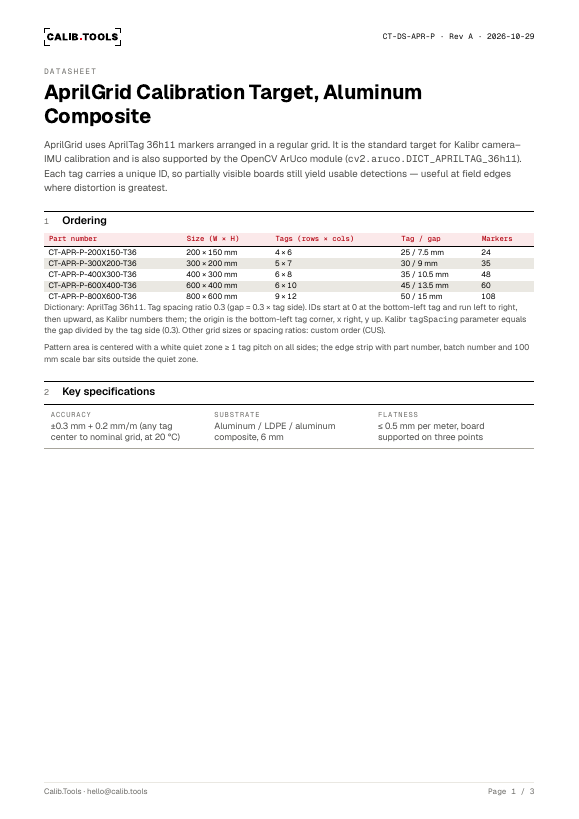 CALIB.TOOLS
CT-DS-APR-P · Rev A · 2026-10-29
DATASHEET
AprilGrid Calibration Target, Aluminum
Composite
AprilGrid uses AprilTag 36h11 markers arranged in a regular grid. It is the standard target for Kalibr camera–
IMU calibration and is also supported by the OpenCV ArUco module (cv2.aruco.DICT_APRILTAG_36h11).
Each tag carries a unique ID, so partially visible boards still yield usable detections — useful at field edges
where distortion is greatest.
1 Ordering
Part number Size (W × H) Tags (rows × cols) Tag / gap Markers
CT-APR-P-200X150-T36 200 × 150 mm 4 × 6 25 / 7.5 mm 24
CT-APR-P-300X200-T36 300 × 200 mm 5 × 7 30 / 9 mm 35
CT-APR-P-400X300-T36 400 × 300 mm 6 × 8 35 / 10.5 mm 48
CT-APR-P-600X400-T36 600 × 400 mm 6 × 10 45 / 13.5 mm 60
CT-APR-P-800X600-T36 800 × 600 mm 9 × 12 50 / 15 mm 108
Dictionary: AprilTag 36h11. Tag spacing ratio 0.3 (gap = 0.3 × tag side). IDs start at 0 at the bottom-left tag and run left to right,
then upward, as Kalibr numbers them; the origin is the bottom-left tag corner, x right, y up. Kalibr tagSpacing parameter equals
the gap divided by the tag side (0.3). Other grid sizes or spacing ratios: custom order (CUS).
Pattern area is centered with a white quiet zone ≥ 1 tag pitch on all sides; the edge strip with part number, batch number and 100
mm scale bar sits outside the quiet zone.
2 Key specifications
ACCURACY SUBSTRATE FLATNESS
±0.3 mm + 0.2 mm/m (any tag Aluminum / LDPE / aluminum ≤ 0.5 mm per meter, board
center to nominal grid, at 20 °C) composite, 6 mm supported on three points
Calib.Tools · hello@calib.tools
Page 1 / 3